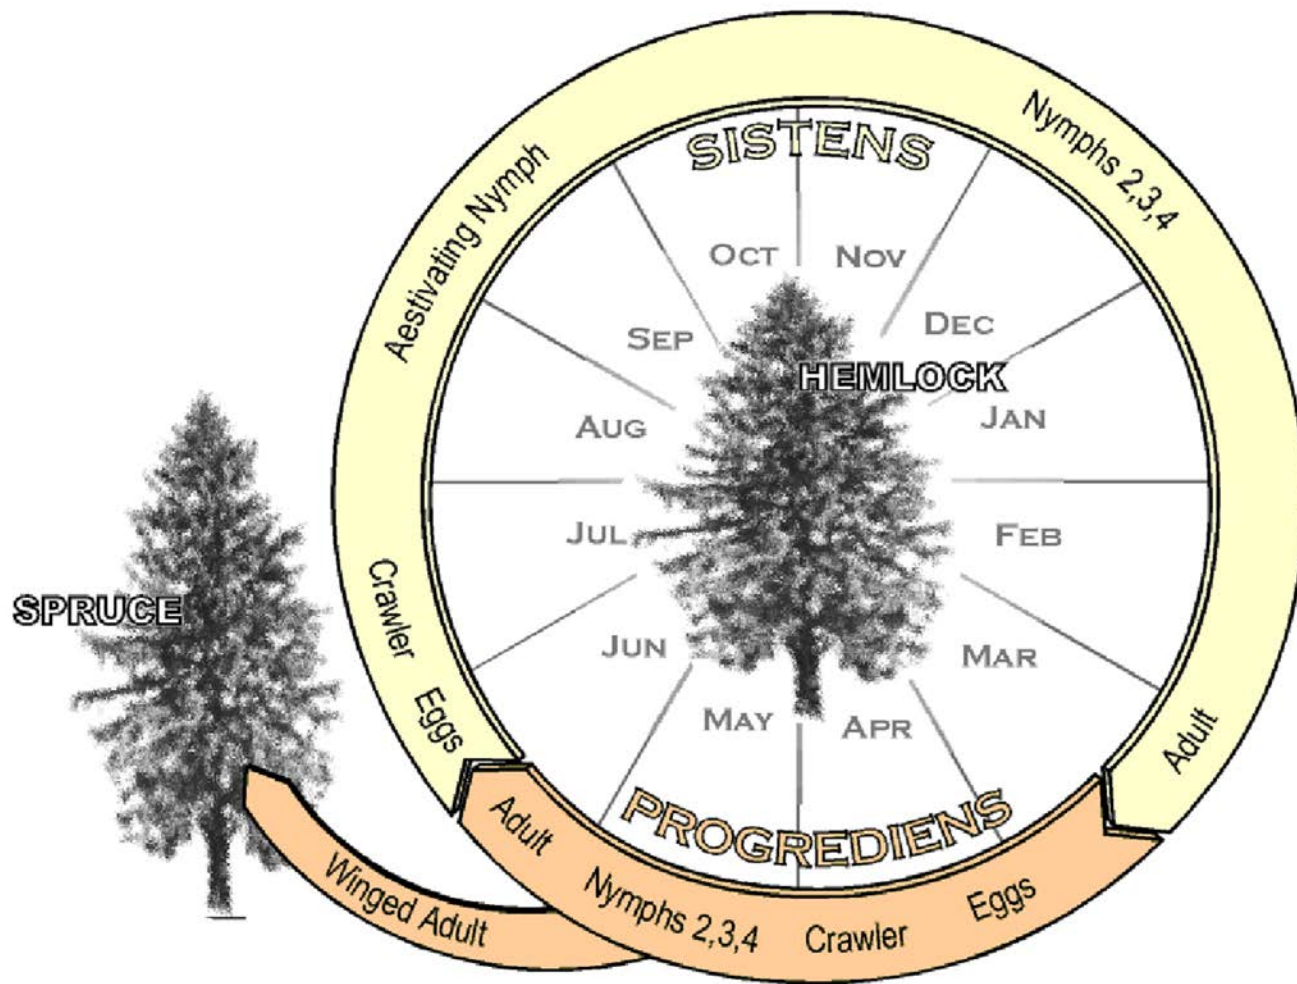 SISTENS
Nymphs 2,3,4
Aestivating Nymph
OCT
NOV
SEP
DEC
HEMLOCK
AUG
JAN
JUL
FEB
Crawler
SPRUCE
JUN
MAR
Eggs
MAY
APR
Adult
PROGREDIENS
Adult
Nymphs 2,3,4
Crawler
Eggs
Winged Adult